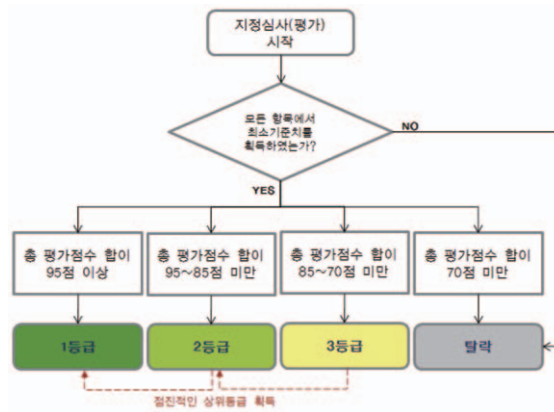 지정심사(평가)
시작
모든 항목에서
최소기준치를
획득하였는가?
NO
YES
총 평가점수 합이
95점 이상
총 평가점수 합이
95~85점 미만
총 평가점수 합이
85~70점 미만
총 평가점수 합이
70점 미만
1등급
2등급
3등급
탈락
점진적인 상위등급 획득